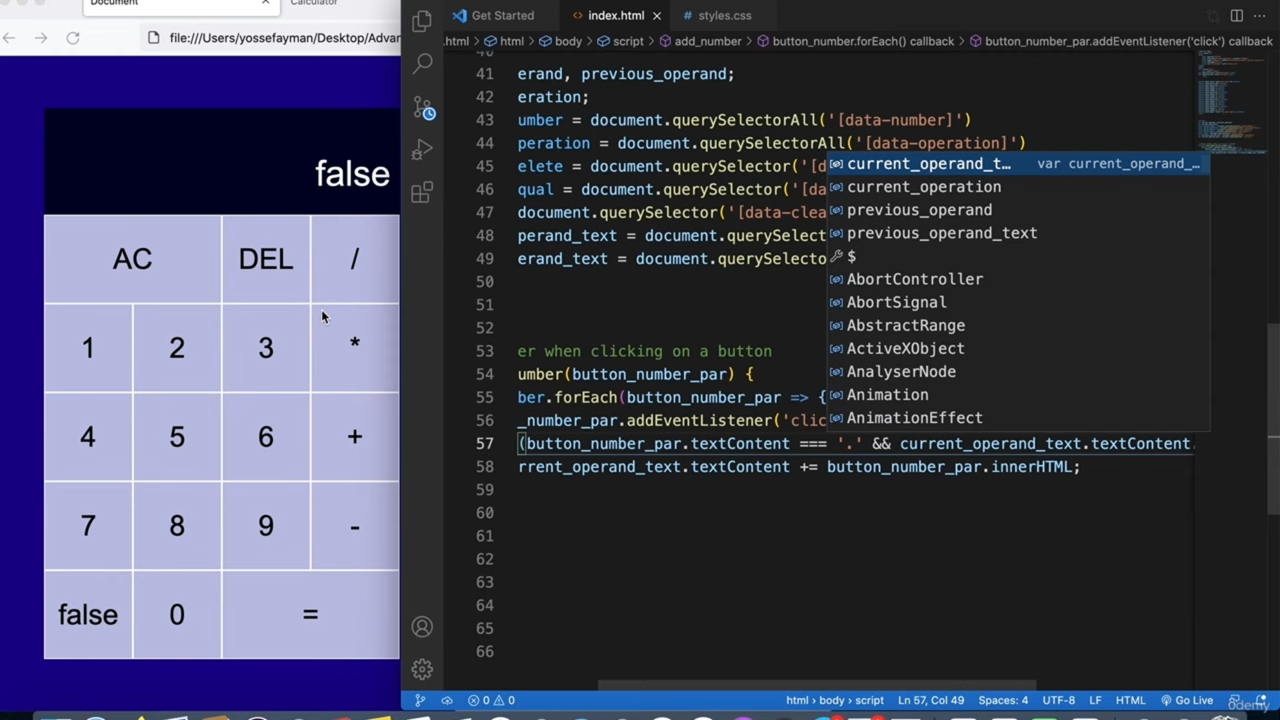 Document × Calculator
file:///Users/yossefayman/Desktop/Advan
false
AC DEL /
1 2 3 *
4 5 6 +
7 8 9 -
false 0 =
Get Started <> index.html × styles.css
.html > html > body > script > add_number > button_number.forEach() callback > button_number_par.addEventListener('click') callback
41 erand, previous_operand;
42 eration;
43 umber = document.querySelectorAll('[data-number]')
44 peration = document.querySelectorAll('[data-operation]')
45 elete = document.querySelector('[d
46 qual = document.querySelector('[da
47 document.querySelector('[data-clea
48 perand_text = document.querySelect
49 erand_text = document.querySelecto
50
51
52
53 er when clicking on a button
54 umber(button_number_par) {
55 ber.forEach(button_number_par => {
56 _number_par.addEventListener('clic
57 (button_number_par.textContent === '.' && current_operand_text.textContent.
58 rrent_operand_text.textContent += button_number_par.innerHTML;
59
60
61
62
63
64
65
66
current_operand_t… var current_operand_…
current_operation
previous_operand
previous_operand_text
$
AbortController
AbortSignal
AbstractRange
ActiveXObject
AnalyserNode
Animation
AnimationEffect
0 0 html > body > script Ln 57, Col 49 Spaces: 4 UTF-8 LF HTML Go Live
udemy